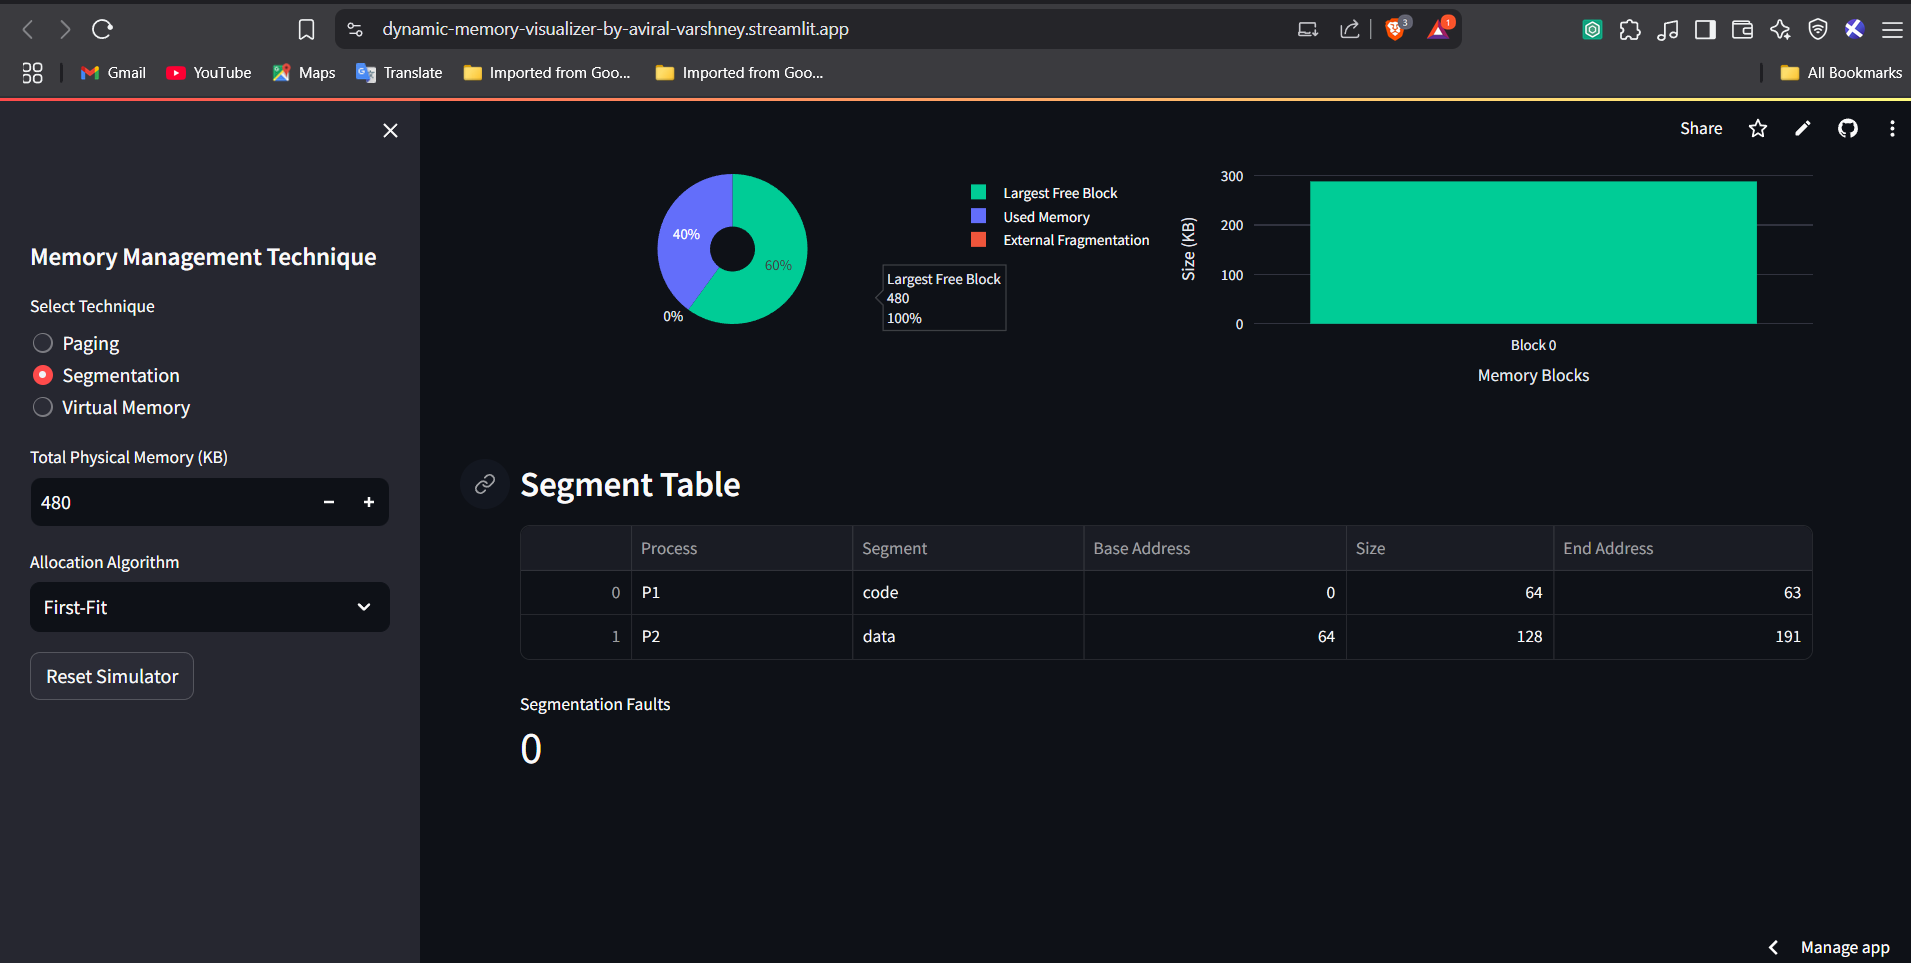 dynamic-memory-visualizer-by-aviral-varshney.streamlit.app
3
1
Gmail
YouTube
Maps
Translate
Imported from Goo...
Imported from Goo...
All Bookmarks
Share
Memory Management Technique
Select Technique
Paging
Segmentation
Virtual Memory
Total Physical Memory (KB)
480
Allocation Algorithm
First-Fit
Reset Simulator
40%
60%
0%
Largest Free Block
Used Memory
External Fragmentation
Largest Free Block
480
100%
Size (KB)
300
200
100
0
Block 0
Memory Blocks
Segment Table
Process Segment Base Address Size End Address
0 P1 code 0 64 63
1 P2 data 64 128 191
Segmentation Faults
0
Manage app